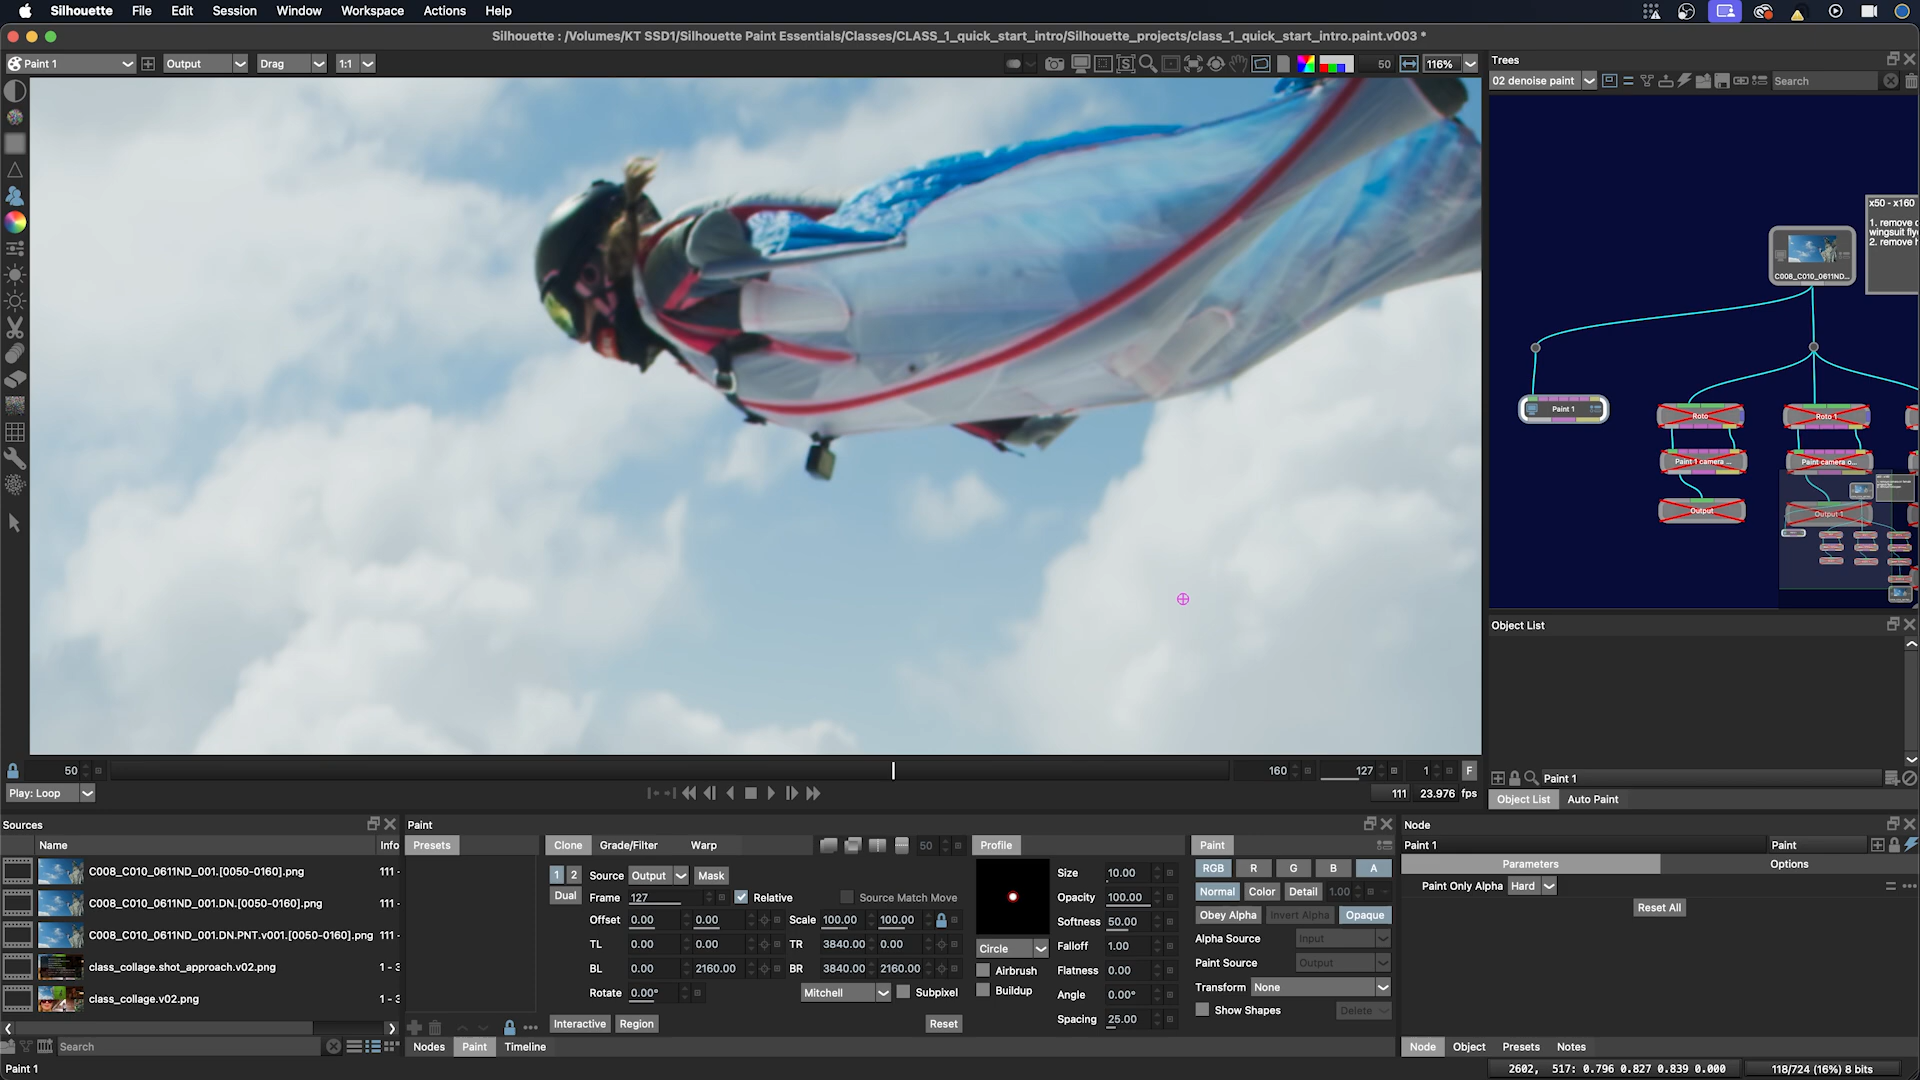 Silhouette File Edit Session Window Workspace Actions Help
Silhouette : /Volumes/KT SSD1/Silhouette Paint Essentials/Classes/CLASS_1_quick_start_intro/Silhouette_projects/class_1_quick_start_intro.paint.v003 *
Paint 1 Output Drag 1:1 50 116%
Trees
02 denoise paint Search
x50 - x160
1. remove c
wingsuit flye
2. remove h
C008_C010_0611ND...
Paint 1 Roto Roto 1
Paint 1 camera ... Paint camera o...
Output Output 1
Object List
50 160 127 1 F
Play: Loop 111 23.976 fps
Paint 1
Object List Auto Paint
Sources
Name Info
C008_C010_0611ND_001.[0050-0160].png 111 -
C008_C010_0611ND_001.DN.[0050-0160].png 111 -
C008_C010_0611ND_001.DN.PNT.v001.[0050-0160].png 111 -
class_collage.shot_approach.v02.png 1 - 3
class_collage.v02.png 1 - 3
Search
Paint
Presets Clone Grade/Filter Warp 50 Profile Paint
1 2 Source Output Mask
Dual Frame 127 Relative Source Match Move
Offset 0.00 0.00 Scale 100.00 100.00
TL 0.00 0.00 TR 3840.00 0.00
BL 0.00 2160.00 BR 3840.00 2160.00
Rotate 0.00° Mitchell Subpixel
Interactive Region Reset
Circle
Airbrush
Buildup
Size 10.00
Opacity 100.00
Softness 50.00
Falloff 1.00
Flatness 0.00
Angle 0.00°
Spacing 25.00
RGB R G B A
Normal Color Detail 1.00
Obey Alpha Invert Alpha Opaque
Alpha Source Input
Paint Source Output
Transform None
Show Shapes Delete
Nodes Paint Timeline
Node
Paint 1 Paint
Parameters Options
Paint Only Alpha Hard
Reset All
Node Object Presets Notes
Paint 1 2602, 517: 0.796 0.827 0.839 0.000 118/724 (16%) 8 bits